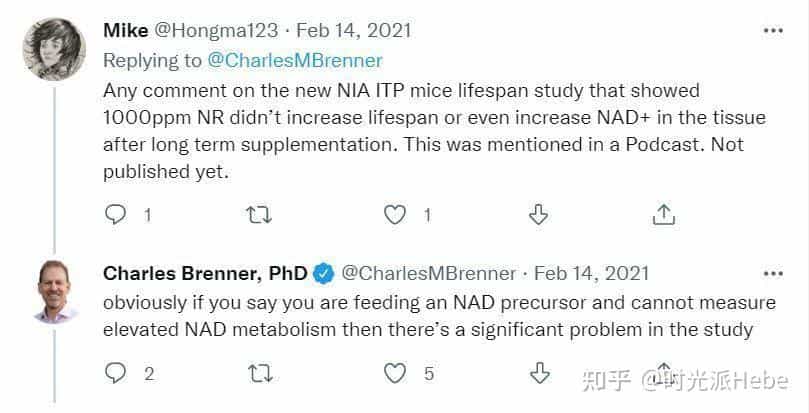 Mike @Hongma123 · Feb 14, 2021
Replying to @CharlesMBrenner
Any comment on the new NIA ITP mice lifespan study that showed
1000ppm NR didn’t increase lifespan or even increase NAD+ in the tissue
after long term supplementation. This was mentioned in a Podcast. Not
published yet.
1 1
Charles Brenner, PhD @CharlesMBrenner · Feb 14, 2021
obviously if you say you are feeding an NAD precursor and cannot measure
elevated NAD metabolism then there’s a significant problem in the study
2 5
知乎 @时光派Hebe